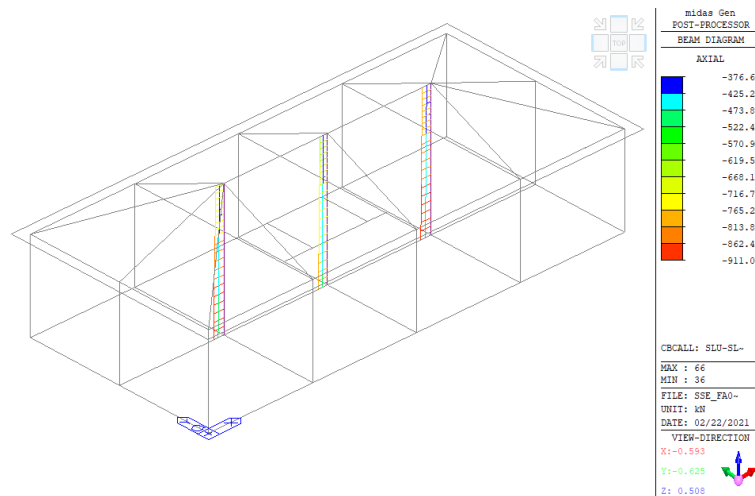 TOP
midas Gen
POST-PROCESSOR
BEAM DIAGRAM
AXIAL
-376.6
-425.2
-473.8
-522.4
-570.9
-619.5
-668.1
-716.7
-765.2
-813.8
-862.4
-911.0
CBCALL: SLU-SL~
MAX : 66
MIN : 36
FILE: SSE_FA0~
UNIT: kN
DATE: 02/22/2021
VIEW-DIRECTION
X:-0.593
Y:-0.625
Z: 0.508